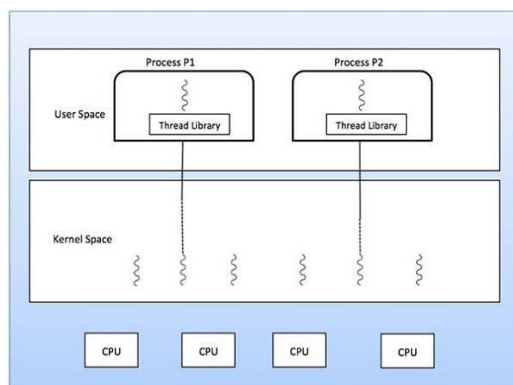 Process P1
Process P2
User Space
Thread Library
Thread Library
Kernel Space
CPU
CPU
CPU
CPU